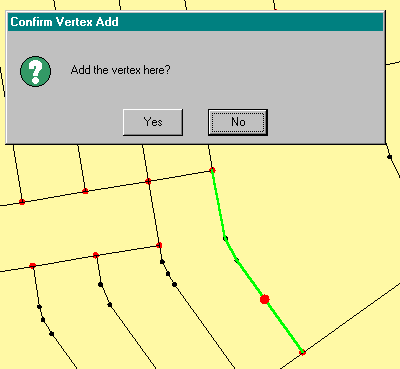 Confirm Vertex Add
Add the vertex here?
Yes
No